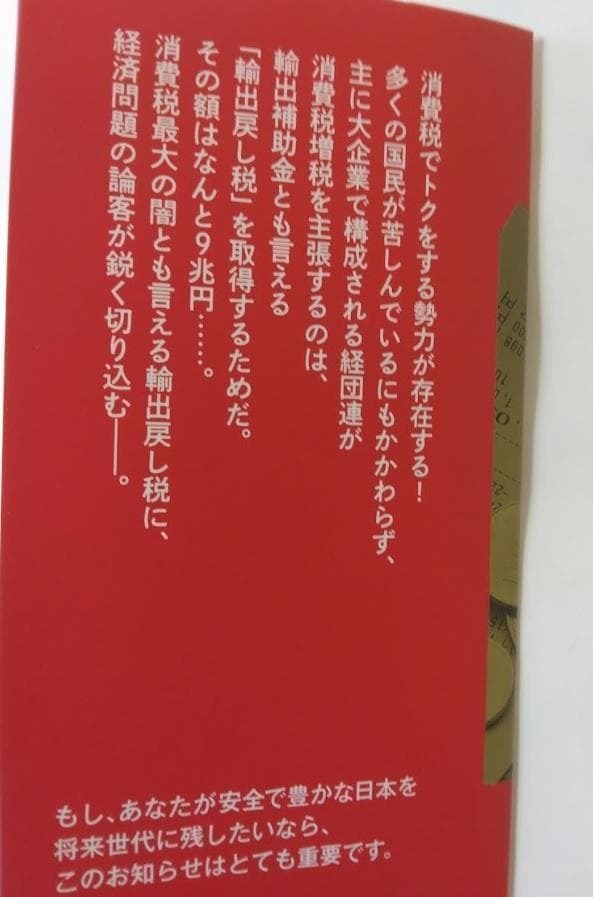 消費税でトクをする勢力が存在する！
多くの国民が苦しんでいるにもかかわらず、
主に大企業で構成される経団連が
消費税増税を主張するのは、
輸出補助金とも言える
「輸出戻し税」を取得するためだ。
その額はなんと9兆円……。
消費税最大の闇とも言える輸出戻し税に、
経済問題の論客が鋭く切り込む──。
もし、あなたが安全で豊かな日本を
将来世代に残したいなら、
このお知らせはとても重要です。